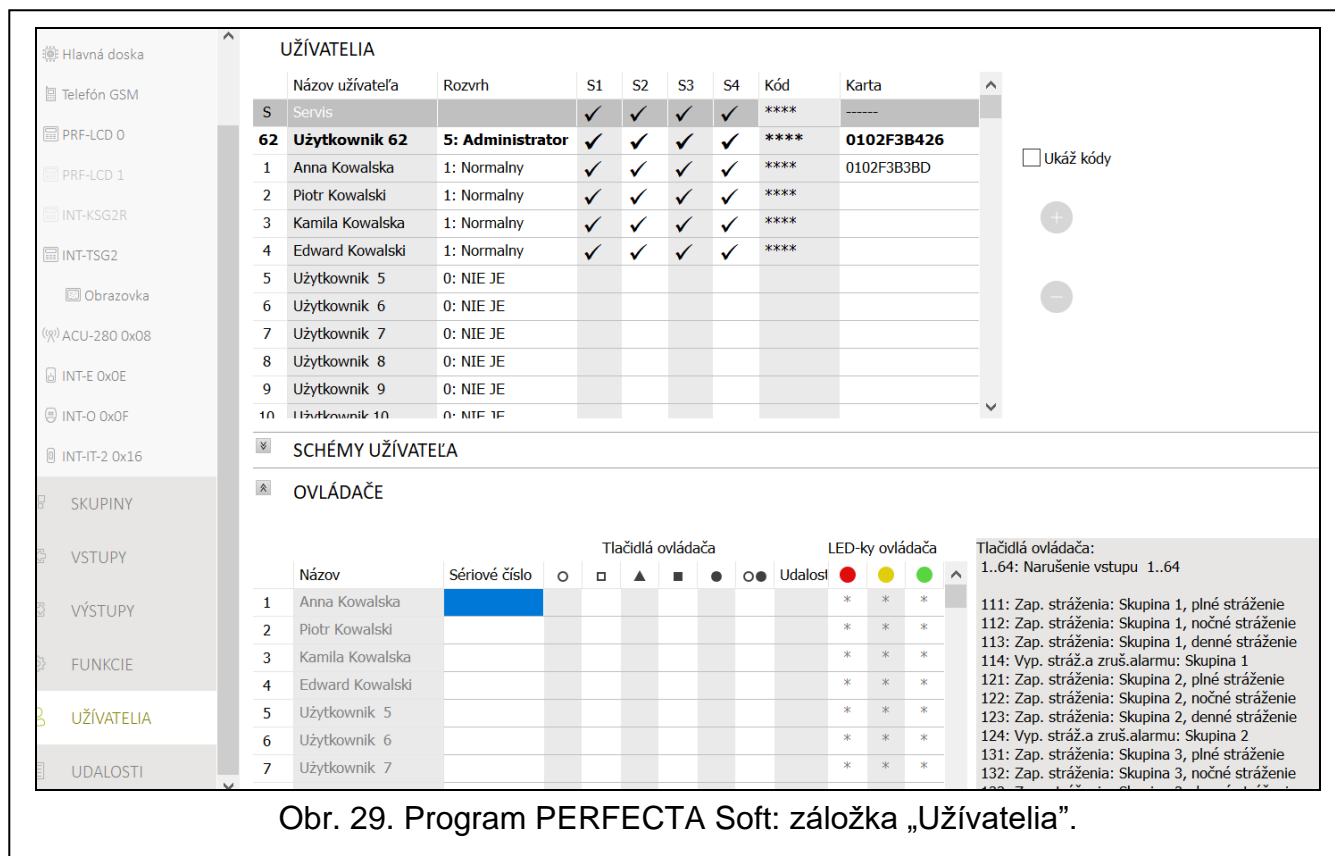 Hlavná doska
Telefón GSM
PRF-LCD 0
PRF-LCD 1
INT-KSG2R
INT-TSG2
Obrazovka
ACU-280 0x08
INT-E 0x0E
INT-O 0x0F
INT-IT-2 0x16
SKUPINY
VSTUPY
VÝSTUPY
FUNKCIE
UŽÍVATELIA
UDALOSTI
UŽÍVATELIA
Názov užívateľa Rozvrh S1 S2 S3 S4 Kód Karta
S Servis ✓ ✓ ✓ ✓ **** ------
62 Użytkownik 62 5: Administrator ✓ ✓ ✓ ✓ **** 0102F3B426
1 Anna Kowalska 1: Normalny ✓ ✓ ✓ ✓ **** 0102F3B3BD
2 Piotr Kowalski 1: Normalny ✓ ✓ ✓ ✓ ****
3 Kamila Kowalska 1: Normalny ✓ ✓ ✓ ✓ ****
4 Edward Kowalski 1: Normalny ✓ ✓ ✓ ✓ ****
5 Użytkownik 5 0: NIE JE
6 Użytkownik 6 0: NIE JE
7 Użytkownik 7 0: NIE JE
8 Użytkownik 8 0: NIE JE
9 Użytkownik 9 0: NIE JE
10 Użytkownik 10 0: NIE JE
Ukáž kódy
SCHÉMY UŽÍVATEĽA
OVLÁDAČE
Tlačidlá ovládača LED-ky ovládača
Názov Sériové číslo ○ □ ▲ ■ ● ○● Udalosť
1 Anna Kowalska * * *
2 Piotr Kowalski * * *
3 Kamila Kowalska * * *
4 Edward Kowalski * * *
5 Użytkownik 5 * * *
6 Użytkownik 6 * * *
7 Użytkownik 7 * * *
Tlačidlá ovládača:
1..64: Narušenie vstupu 1..64
111: Zap. stráženia: Skupina 1, plné stráženie
112: Zap. stráženia: Skupina 1, nočné stráženie
113: Zap. stráženia: Skupina 1, denné stráženie
114: Vyp. stráž.a zruš.alarmu: Skupina 1
121: Zap. stráženia: Skupina 2, plné stráženie
122: Zap. stráženia: Skupina 2, nočné stráženie
123: Zap. stráženia: Skupina 2, denné stráženie
124: Vyp. stráž.a zruš.alarmu: Skupina 2
131: Zap. stráženia: Skupina 3, plné stráženie
132: Zap. stráženia: Skupina 3, nočné stráženie
Obr. 29. Program PERFECTA Soft: záložka „Užívatelia”.